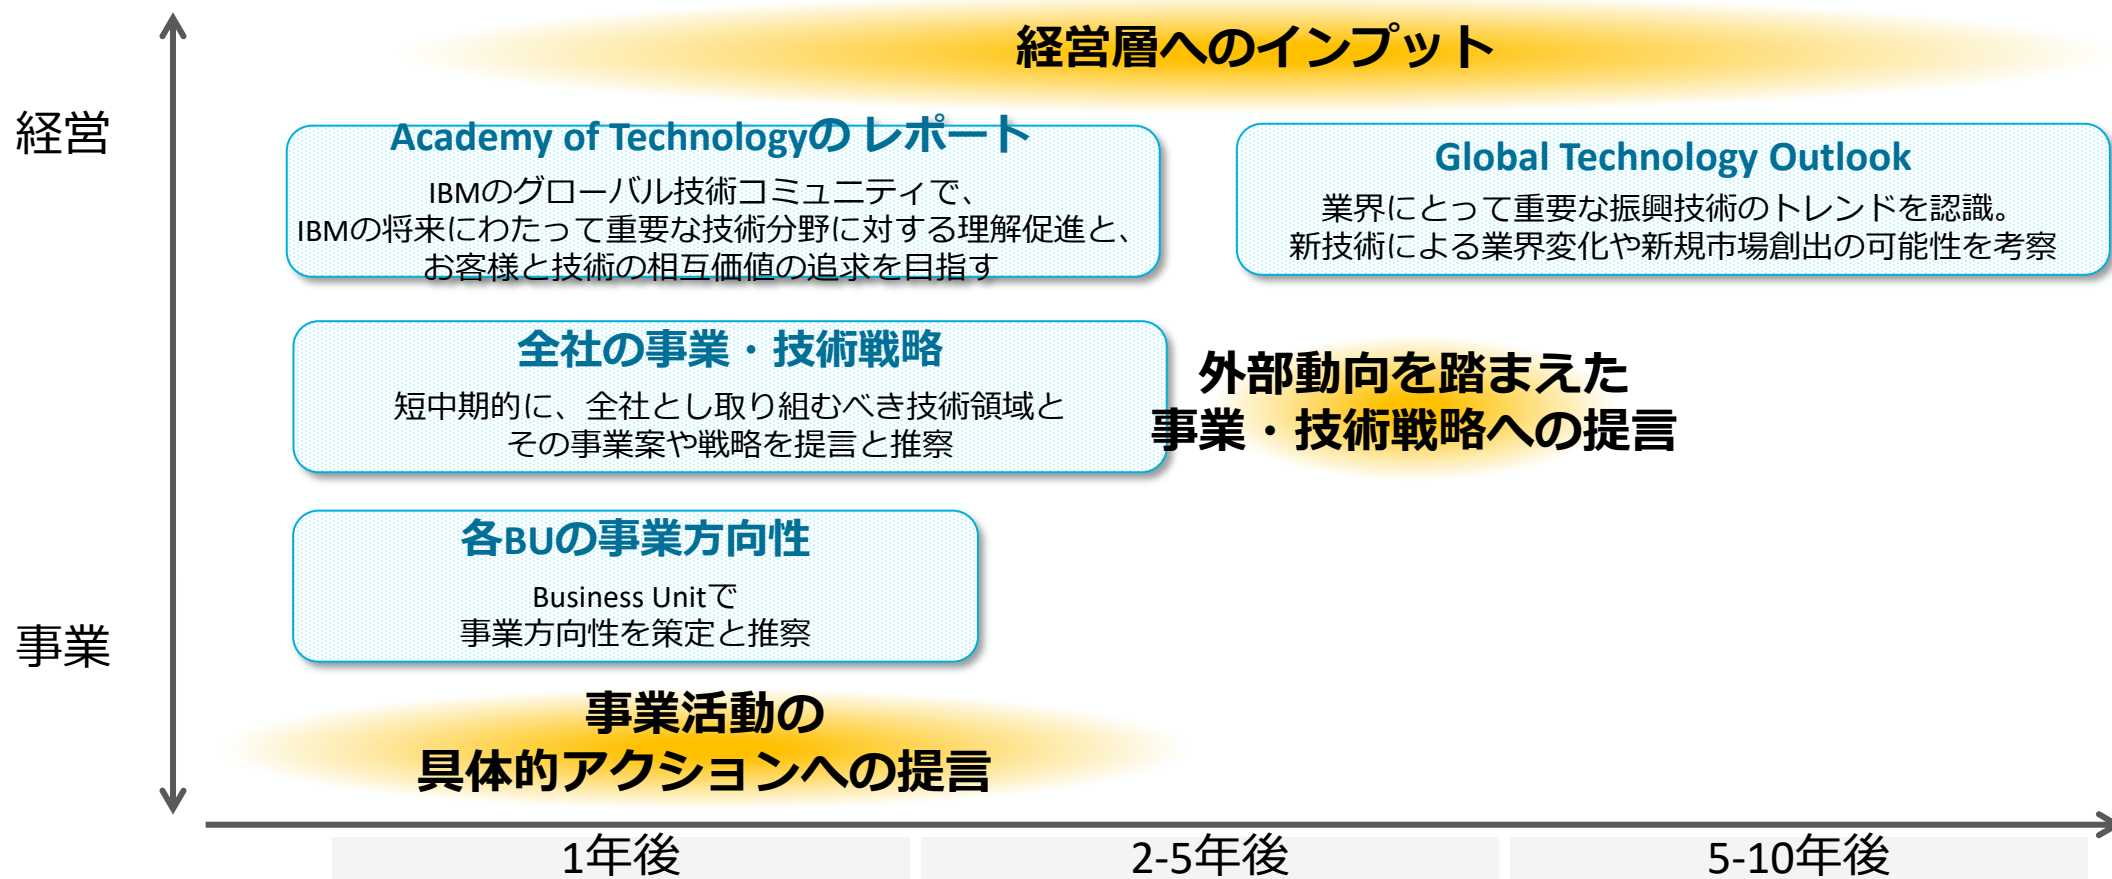 経営層へのインプット
経営
Academy of Technologyのレポート
IBMのグローバル技術コミュニティで、
IBMの将来にわたって重要な技術分野に対する理解促進と、
お客様と技術の相互価値の追求を目指す
Global Technology Outlook
業界にとって重要な振興技術のトレンドを認識。
新技術による業界変化や新規市場創出の可能性を考察
全社の事業・技術戦略
短中期的に、全社とし取り組むべき技術領域と
その事業案や戦略を提言と推察
外部動向を踏まえた
事業・技術戦略への提言
各BUの事業方向性
Business Unitで
事業方向性を策定と推察
事業
事業活動の
具体的アクションへの提言
1年後
2-5年後
5-10年後